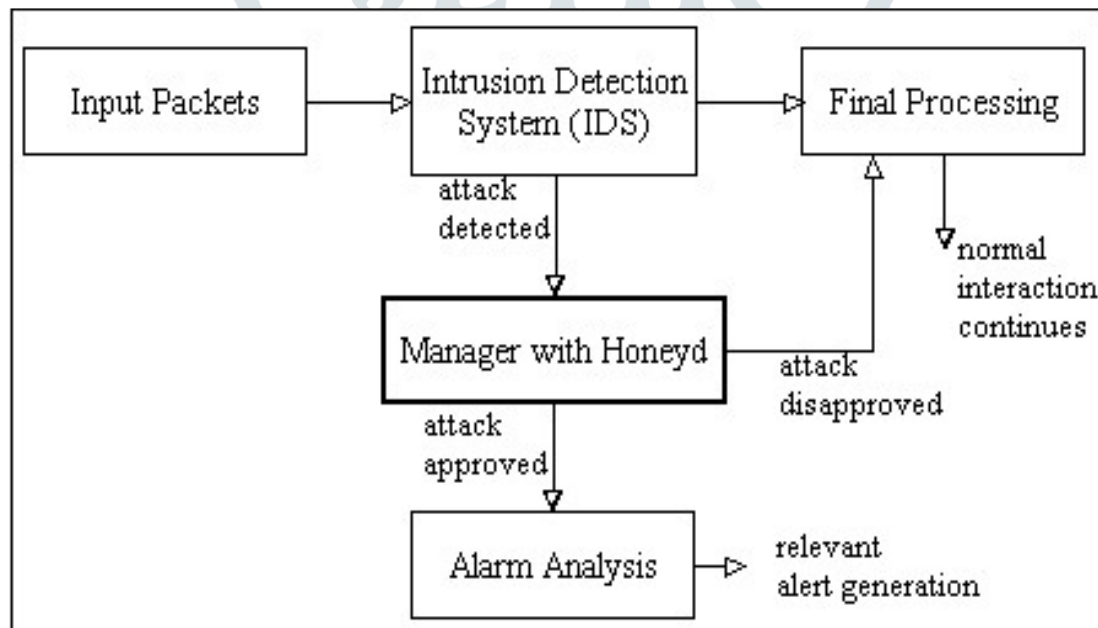 Input Packets
Intrusion Detection
System (IDS)
Final Processing
attack
detected
normal
interaction
continues
Manager with Honeyd
attack
disapproved
attack
approved
Alarm Analysis
relevant
alert generation